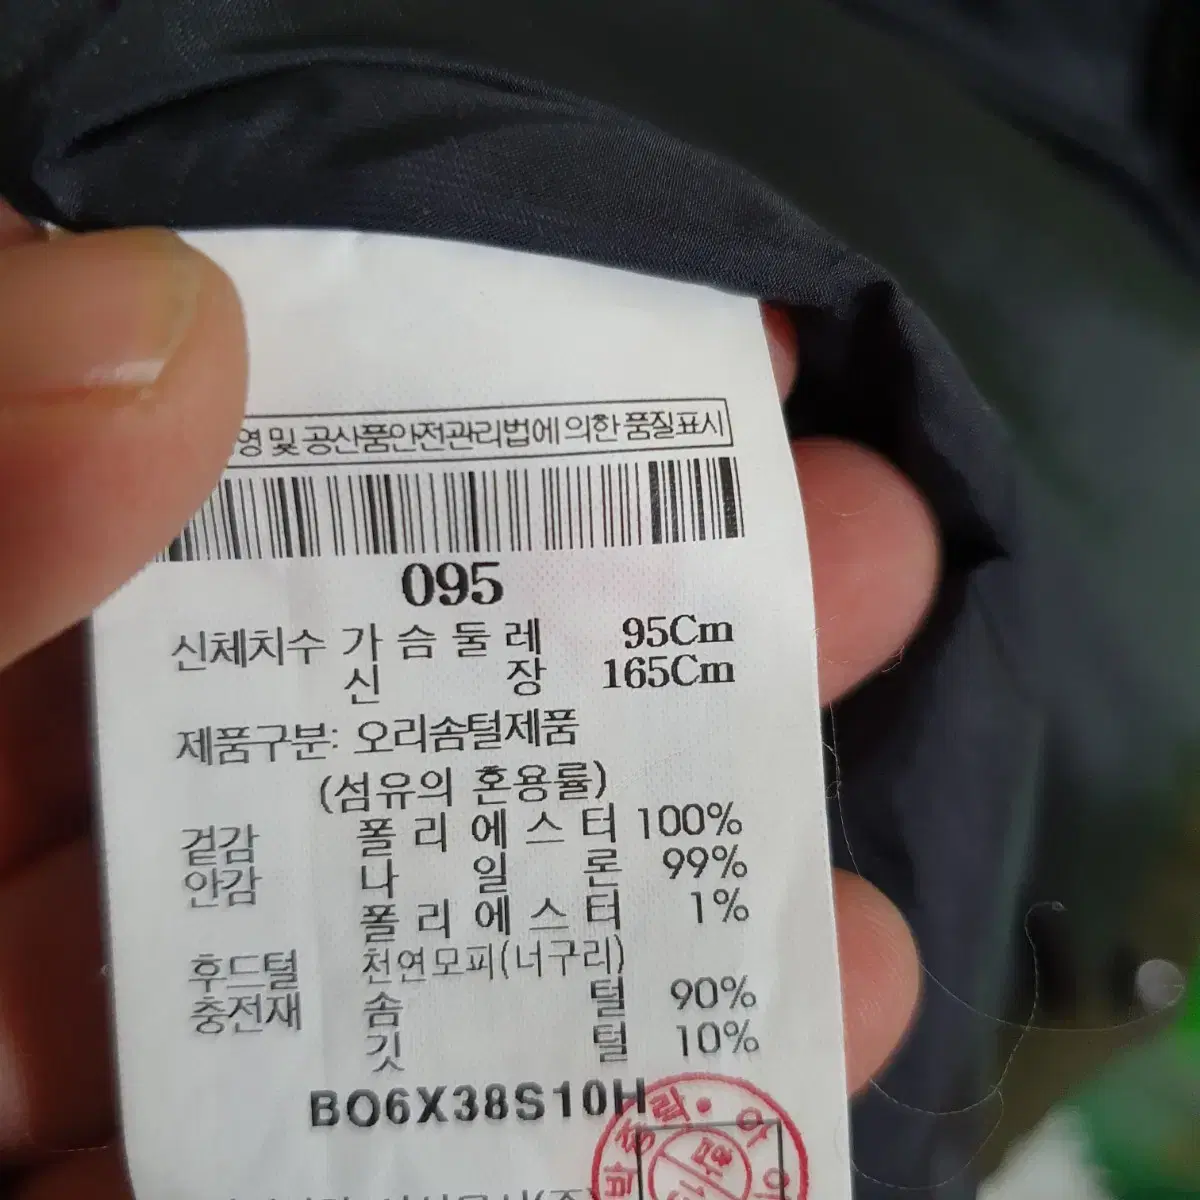 영 및 공산품안전관리법에 의한 품질표시
095
신체치수 가 슴 둘 레 95Cm
신 장 165Cm
제품구분: 오리솜털제품
(섬유의 혼용률)
겉감 폴 리 에 스 터 100%
안감 나 일 론 99%
폴 리 에 스 터 1%
후드털 천연모피(너구리)
충전재 솜 털 90%
깃 털 10%
BO6X38S10H